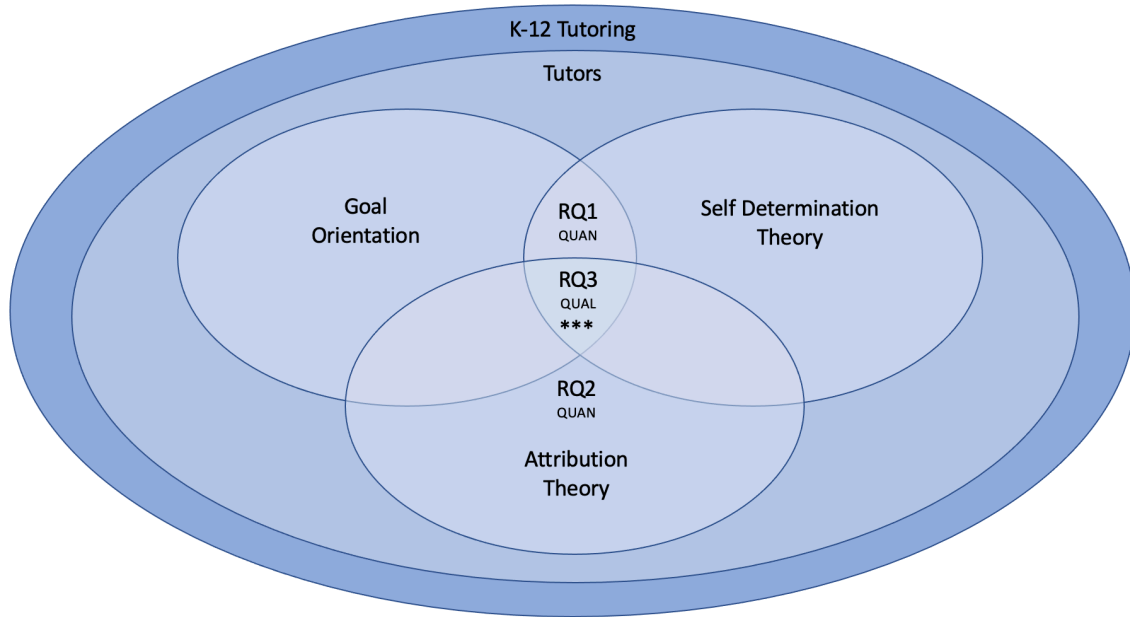 K-12 Tutoring
Tutors
Goal
Orientation
RQ1
QUAN
Self Determination
Theory
RQ3
QUAL
***
RQ2
QUAN
Attribution
Theory